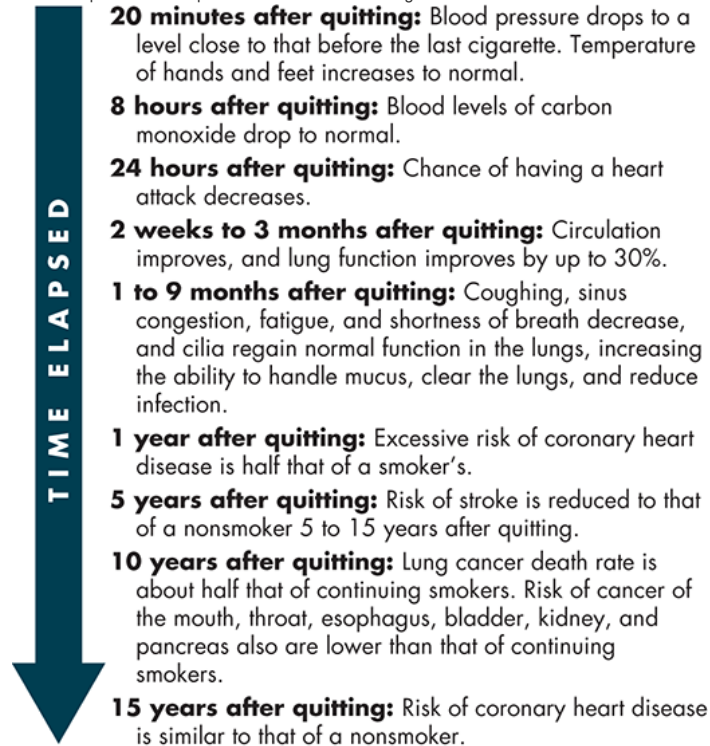 20 minutes after quitting: Blood pressure drops to a
level close to that before the last cigarette. Temperature
of hands and feet increases to normal.
8 hours after quitting: Blood levels of carbon
monoxide drop to normal.
24 hours after quitting: Chance of having a heart
attack decreases.
2 weeks to 3 months after quitting: Circulation
improves, and lung function improves by up to 30%.
1 to 9 months after quitting: Coughing, sinus
congestion, fatigue, and shortness of breath decrease,
and cilia regain normal function in the lungs, increasing
the ability to handle mucus, clear the lungs, and reduce
infection.
1 year after quitting: Excessive risk of coronary heart
disease is half that of a smoker's.
5 years after quitting: Risk of stroke is reduced to that
of a nonsmoker 5 to 15 years after quitting.
10 years after quitting: Lung cancer death rate is
about half that of continuing smokers. Risk of cancer of
the mouth, throat, esophagus, bladder, kidney, and
pancreas also are lower than that of continuing
smokers.
15 years after quitting: Risk of coronary heart disease
is similar to that of a nonsmoker.
TIME ELAPSED